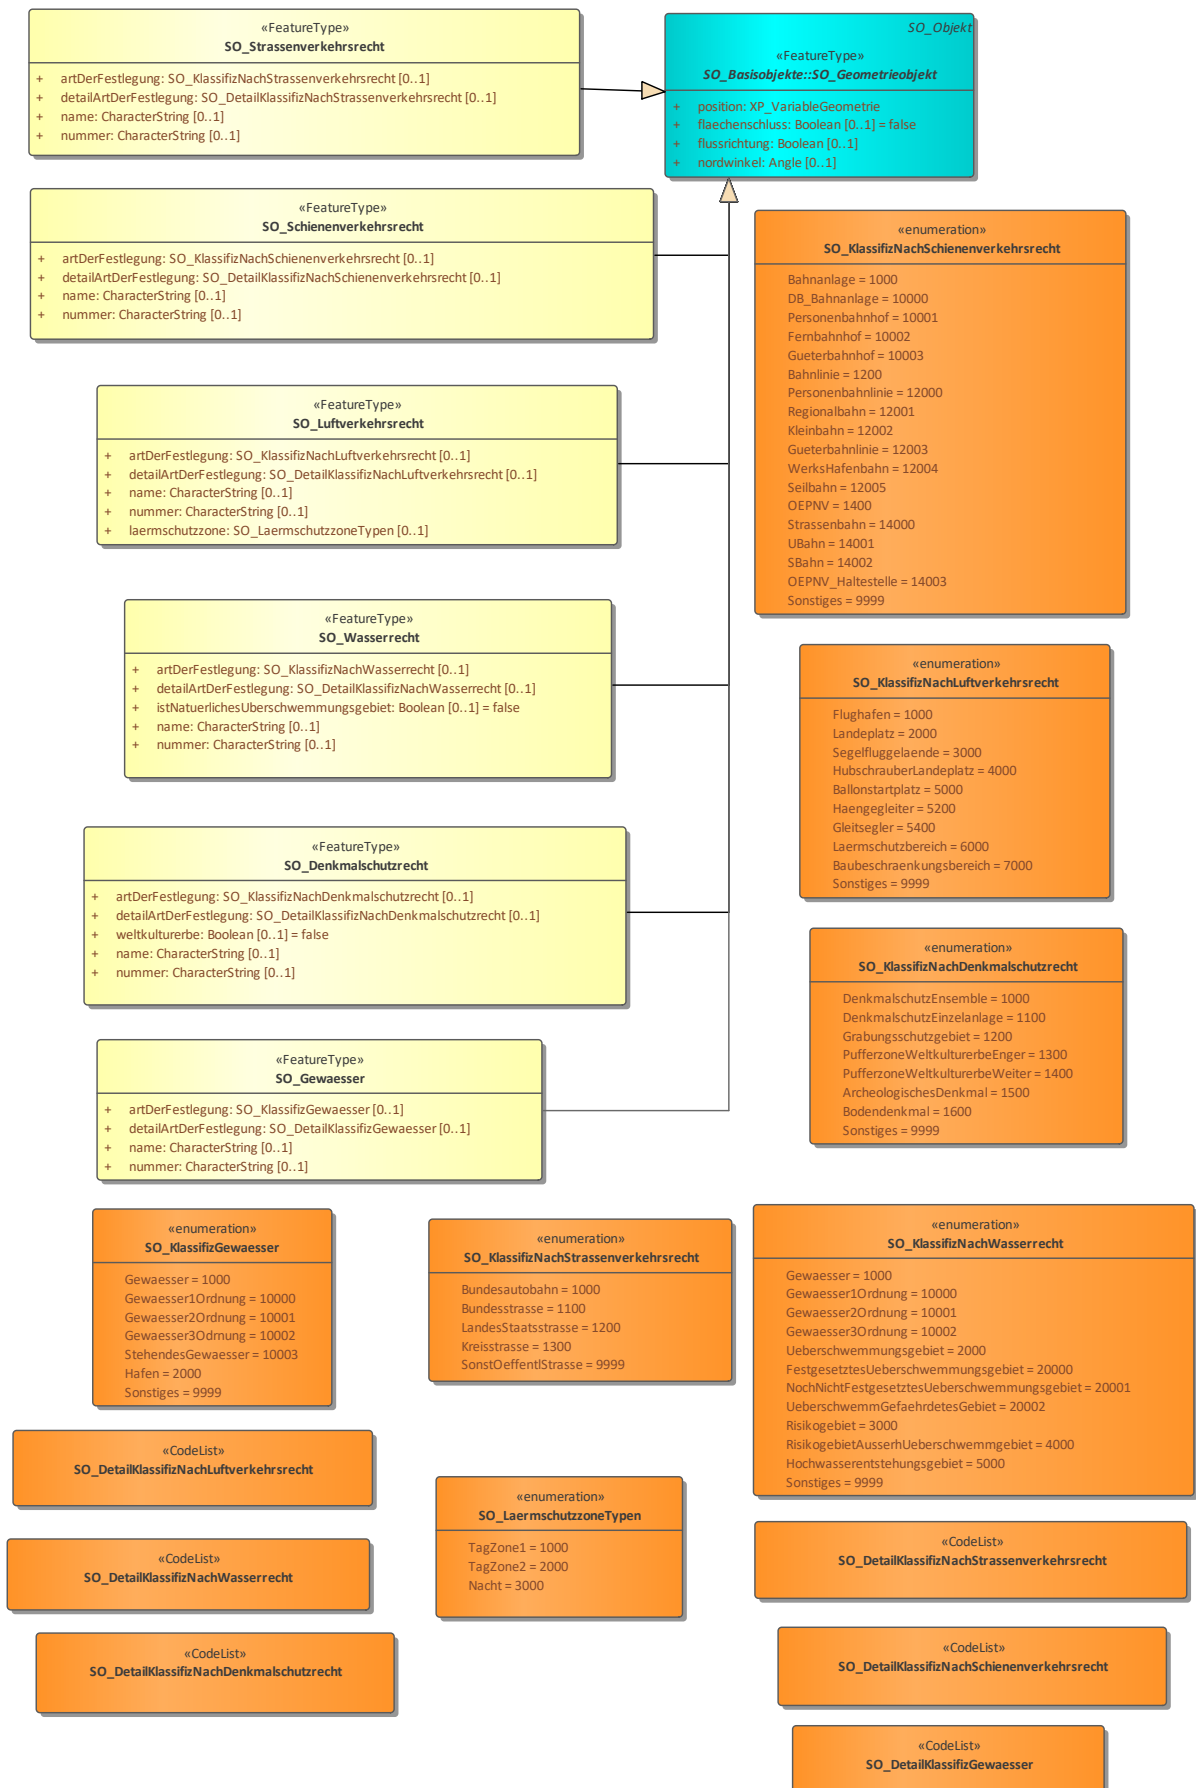 «FeatureType»
SO_Strassenverkehrsrecht
+ artDerFestlegung: SO_KlassifizNachStrassenverkehrsrecht [0..1]
+ detailArtDerFestlegung: SO_DetailKlassifizNachStrassenverkehrsrecht [0..1]
+ name: CharacterString [0..1]
+ nummer: CharacterString [0..1]
SO_Objekt
«FeatureType»
SO_Basisobjekte::SO_Geometrieobjekt
+ position: XP_VariableGeometrie
+ flaechenschluss: Boolean [0..1] = false
+ flussrichtung: Boolean [0..1]
+ nordwinkel: Angle [0..1]
«FeatureType»
SO_Schienenverkehrsrecht
+ artDerFestlegung: SO_KlassifizNachSchienenverkehrsrecht [0..1]
+ detailArtDerFestlegung: SO_DetailKlassifizNachSchienenverkehrsrecht [0..1]
+ name: CharacterString [0..1]
+ nummer: CharacterString [0..1]
«enumeration»
SO_KlassifizNachSchienenverkehrsrecht
Bahnanlage = 1000
DB_Bahnanlage = 10000
Personenbahnhof = 10001
Fernbahnhof = 10002
Gueterbahnhof = 10003
Bahnlinie = 1200
Personenbahnlinie = 12000
Regionalbahn = 12001
Kleinbahn = 12002
Gueterbahnlinie = 12003
WerksHafenbahn = 12004
Seilbahn = 12005
OEPNV = 1400
Strassenbahn = 14000
UBahn = 14001
SBahn = 14002
OEPNV_Haltestelle = 14003
Sonstiges = 9999
«FeatureType»
SO_Luftverkehrsrecht
+ artDerFestlegung: SO_KlassifizNachLuftverkehrsrecht [0..1]
+ detailArtDerFestlegung: SO_DetailKlassifizNachLuftverkehrsrecht [0..1]
+ name: CharacterString [0..1]
+ nummer: CharacterString [0..1]
+ laermschutzzone: SO_LaermschutzzoneTypen [0..1]
«FeatureType»
SO_Wasserrecht
+ artDerFestlegung: SO_KlassifizNachWasserrecht [0..1]
+ detailArtDerFestlegung: SO_DetailKlassifizNachWasserrecht [0..1]
+ istNatuerlichesUberschwemmungsgebiet: Boolean [0..1] = false
+ name: CharacterString [0..1]
+ nummer: CharacterString [0..1]
«enumeration»
SO_KlassifizNachLuftverkehrsrecht
Flughafen = 1000
Landeplatz = 2000
Segelfluggelaende = 3000
HubschrauberLandeplatz = 4000
Ballonstartplatz = 5000
Haengegleiter = 5200
Gleitsegler = 5400
Laermschutzbereich = 6000
Baubeschraenkungsbereich = 7000
Sonstiges = 9999
«FeatureType»
SO_Denkmalschutzrecht
+ artDerFestlegung: SO_KlassifizNachDenkmalschutzrecht [0..1]
+ detailArtDerFestlegung: SO_DetailKlassifizNachDenkmalschutzrecht [0..1]
+ weltkulturerbe: Boolean [0..1] = false
+ name: CharacterString [0..1]
+ nummer: CharacterString [0..1]
«enumeration»
SO_KlassifizNachDenkmalschutzrecht
DenkmalschutzEnsemble = 1000
DenkmalschutzEinzelanlage = 1100
Grabungsschutzgebiet = 1200
PufferzoneWeltkulturerbeEnger = 1300
PufferzoneWeltkulturerbeWeiter = 1400
ArcheologischesDenkmal = 1500
Bodendenkmal = 1600
Sonstiges = 9999
«FeatureType»
SO_Gewaesser
+ artDerFestlegung: SO_KlassifizGewaesser [0..1]
+ detailArtDerFestlegung: SO_DetailKlassifizGewaesser [0..1]
+ name: CharacterString [0..1]
+ nummer: CharacterString [0..1]
«enumeration»
SO_KlassifizGewaesser
Gewaesser = 1000
Gewaesser1Ordnung = 10000
Gewaesser2Ordnung = 10001
Gewaesser3Odrnung = 10002
StehendesGewaesser = 10003
Hafen = 2000
Sonstiges = 9999
«enumeration»
SO_KlassifizNachStrassenverkehrsrecht
Bundesautobahn = 1000
Bundesstrasse = 1100
LandesStaatsstrasse = 1200
Kreisstrasse = 1300
SonstOeffentlStrasse = 9999
«enumeration»
SO_KlassifizNachWasserrecht
Gewaesser = 1000
Gewaesser1Ordnung = 10000
Gewaesser2Ordnung = 10001
Gewaesser3Ordnung = 10002
Ueberschwemmungsgebiet = 2000
FestgesetztesUeberschwemmungsgebiet = 20000
NochNichtFestgesetztesUeberschwemmungsgebiet = 20001
UeberschwemmGefaehrdetesGebiet = 20002
Risikogebiet = 3000
RisikogebietAusserhUeberschwemmgebiet = 4000
Hochwasserentstehungsgebiet = 5000
Sonstiges = 9999
«CodeList»
SO_DetailKlassifizNachLuftverkehrsrecht
«enumeration»
SO_LaermschutzzoneTypen
TagZone1 = 1000
TagZone2 = 2000
Nacht = 3000
«CodeList»
SO_DetailKlassifizNachStrassenverkehrsrecht
«CodeList»
SO_DetailKlassifizNachWasserrecht
«CodeList»
SO_DetailKlassifizNachDenkmalschutzrecht
«CodeList»
SO_DetailKlassifizNachSchienenverkehrsrecht
«CodeList»
SO_DetailKlassifizGewaesser